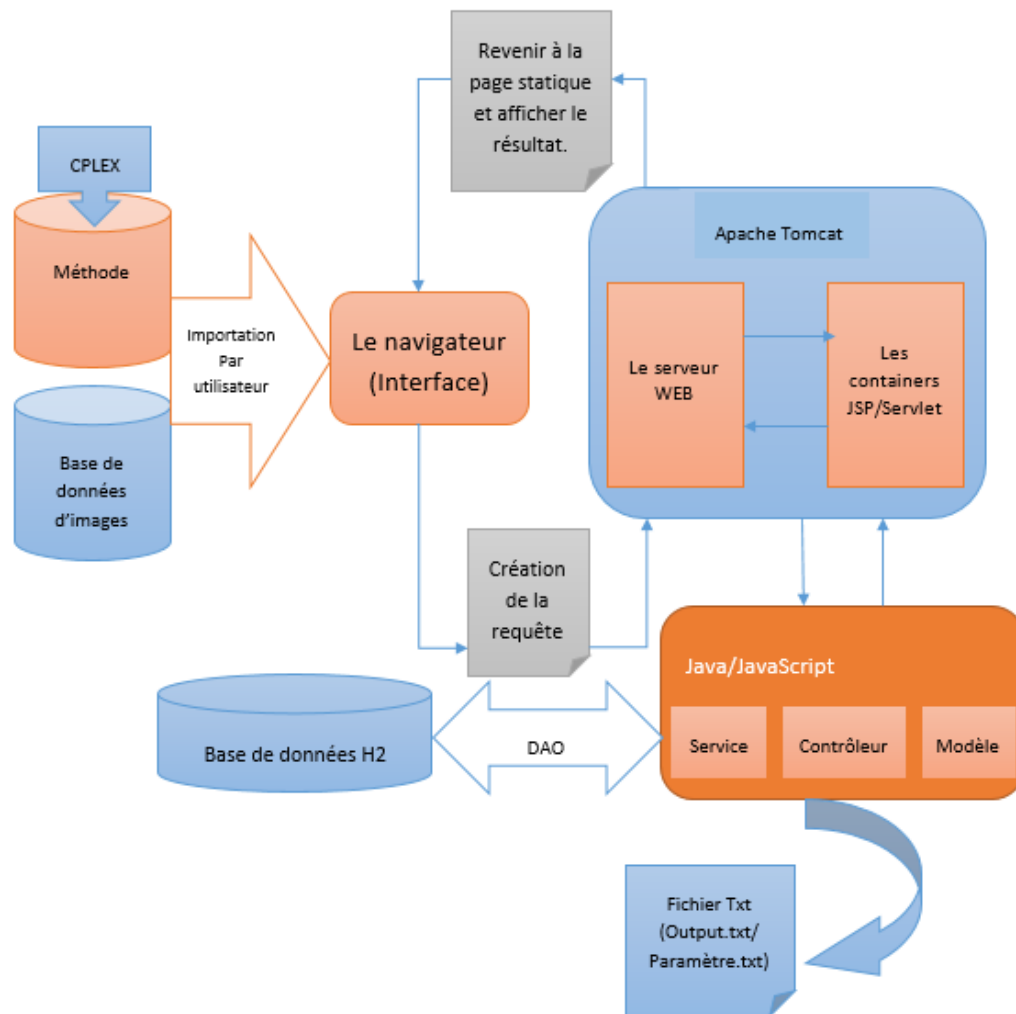 Revenir à la
page statique
et afficher le
résultat.
CPLEX
Méthode
Importation
Par
utilisateur
Base de
données
d'images
Le navigateur
(Interface)
Apache Tomcat
Le serveur
WEB
Les
containers
JSP/Servlet
Création
de la
requête
Java/JavaScript
Service
Contrôleur
Modèle
Base de données H2
DAO
Fichier Txt
(Output.txt/
Paramètre.txt)